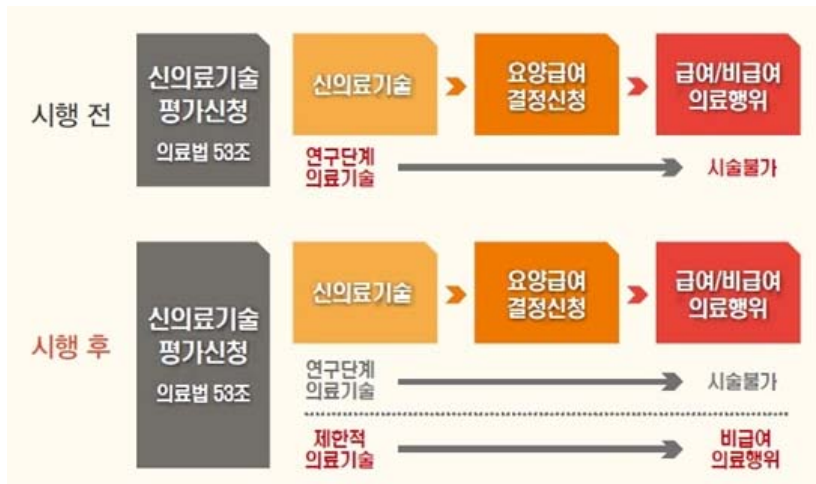 시행 전
신의료기술
평가신청
의료법 53조
신의료기술
요양급여
결정신청
급여/비급여
의료행위
연구단계
의료기술
시술불가
시행 후
신의료기술
평가신청
의료법 53조
신의료기술
요양급여
결정신청
급여/비급여
의료행위
연구단계
의료기술
시술불가
제한적
의료기술
비급여
의료행위